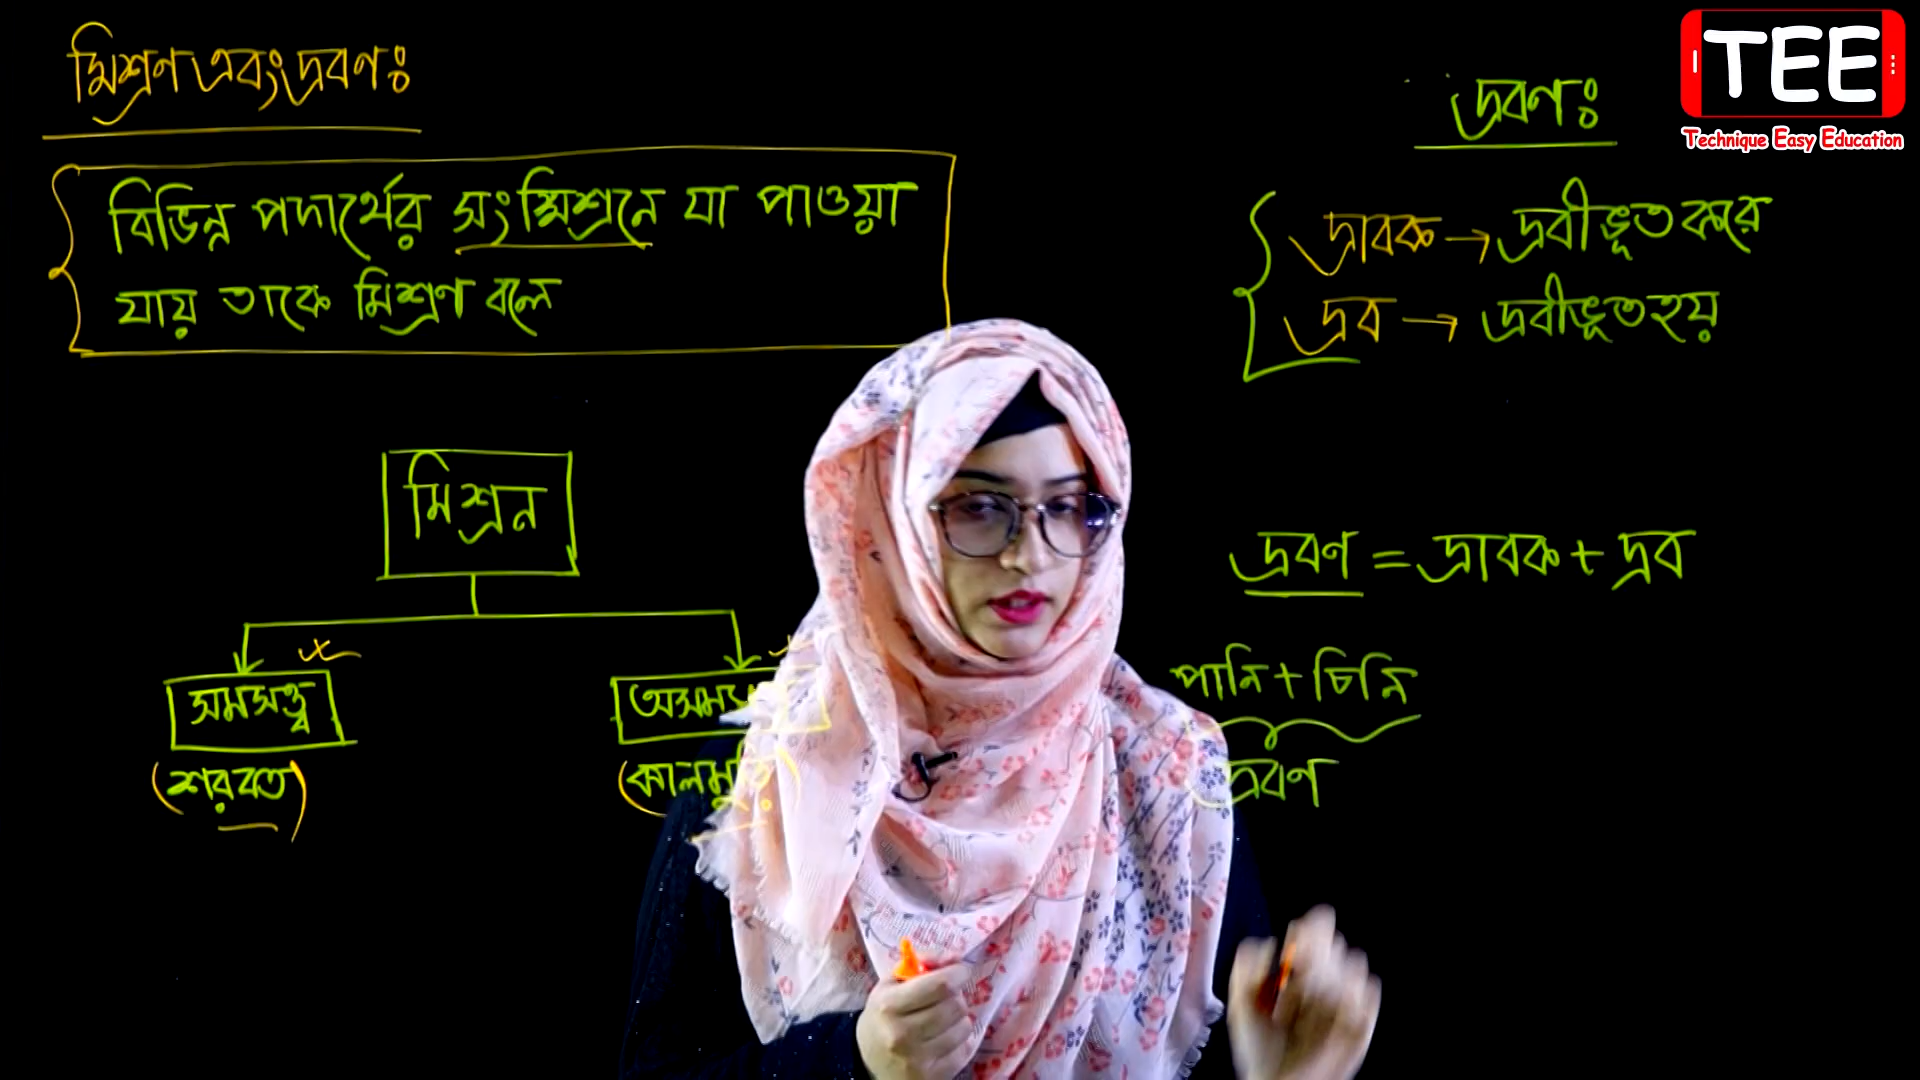 মিশ্রণ এবং দ্রবণঃ
বিভিন্ন পদার্থের সংমিশ্রনে যা পাওয়া
যায় তাকে মিশ্রণ বলে
মিশ্রন
সমসত্ত্ব
(শরবত)
দ্রবণঃ
দ্রাবক → দ্রবীভূত করে
দ্রব → দ্রবীভূত হয়
দ্রবণ = দ্রাবক + দ্রব
পানি + চিনি
দ্রবণ
TEE
Technique Easy Education